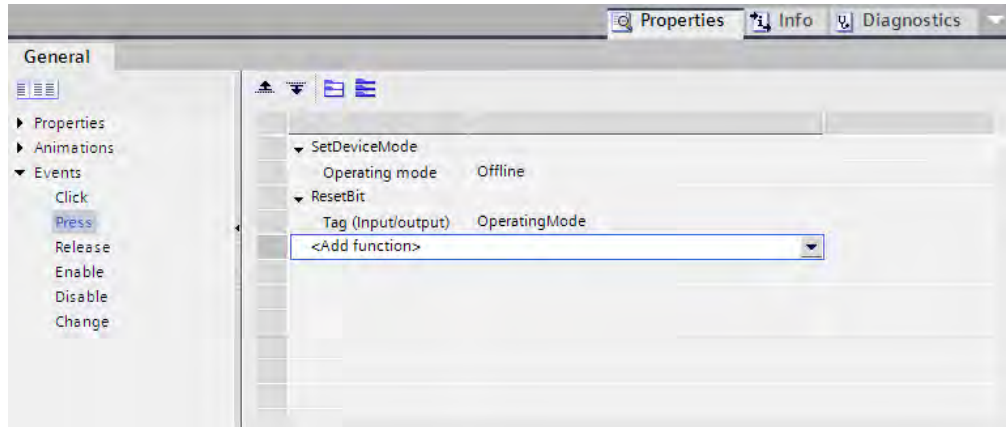 Properties Info Diagnostics
General
Properties
Animations
Events
Click
Press
Release
Enable
Disable
Change
SetDeviceMode
Operating mode Offline
ResetBit
Tag (Input/output) OperatingMode
<Add function>